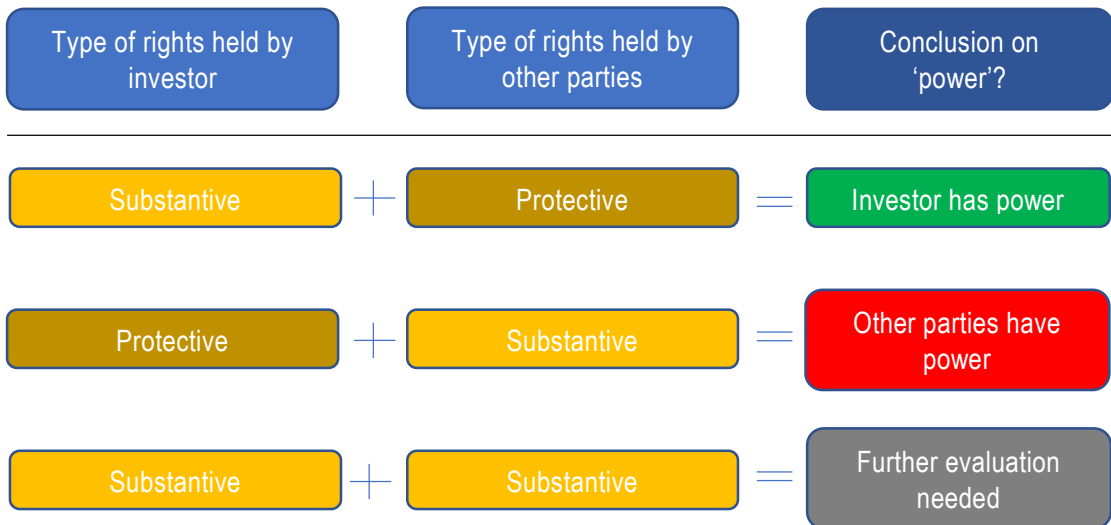 Type of rights held by
investor
Type of rights held by
other parties
Conclusion on
‘power’?
Substantive
Protective
Investor has power
Protective
Substantive
Other parties have
power
Substantive
Substantive
Further evaluation
needed